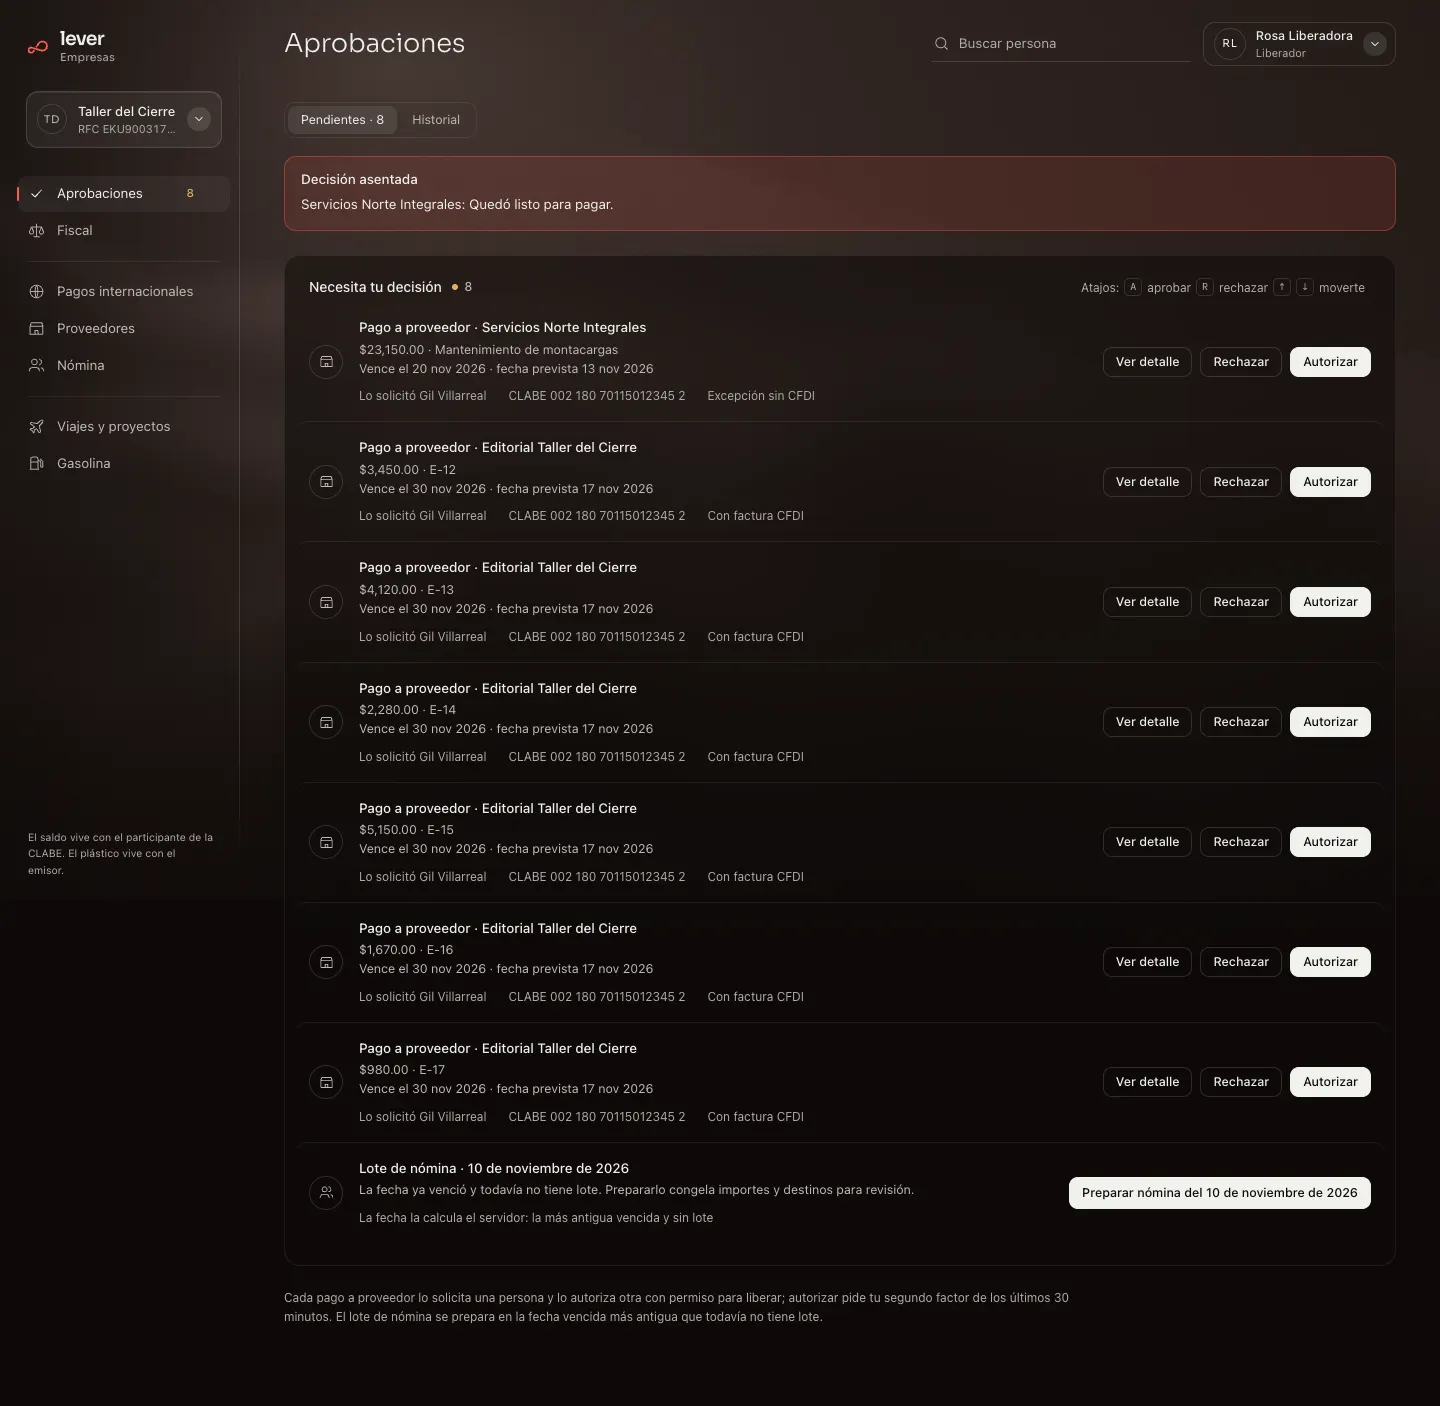 lever
Empresas
Aprobaciones
Buscar persona
RL
Rosa Liberadora
Liberador
TD
Taller del Cierre
RFC EKU900317...
Aprobaciones 8
Fiscal
Pagos internacionales
Proveedores
Nómina
Viajes y proyectos
Gasolina
El saldo vive con el participante de la
CLABE. El plástico vive con el
emisor.
Pendientes · 8
Historial
Decisión asentada
Servicios Norte Integrales: Quedó listo para pagar.
Necesita tu decisión 8
Atajos: A aprobar R rechazar ↑ ↓ moverte
Pago a proveedor · Servicios Norte Integrales
$23,150.00 · Mantenimiento de montacargas
Vence el 20 nov 2026 · fecha prevista 13 nov 2026
Lo solicitó Gil Villarreal CLABE 002 180 70115012345 2 Excepción sin CFDI
Ver detalle Rechazar Autorizar
Pago a proveedor · Editorial Taller del Cierre
$3,450.00 · E-12
Vence el 30 nov 2026 · fecha prevista 17 nov 2026
Lo solicitó Gil Villarreal CLABE 002 180 70115012345 2 Con factura CFDI
Ver detalle Rechazar Autorizar
Pago a proveedor · Editorial Taller del Cierre
$4,120.00 · E-13
Vence el 30 nov 2026 · fecha prevista 17 nov 2026
Lo solicitó Gil Villarreal CLABE 002 180 70115012345 2 Con factura CFDI
Ver detalle Rechazar Autorizar
Pago a proveedor · Editorial Taller del Cierre
$2,280.00 · E-14
Vence el 30 nov 2026 · fecha prevista 17 nov 2026
Lo solicitó Gil Villarreal CLABE 002 180 70115012345 2 Con factura CFDI
Ver detalle Rechazar Autorizar
Pago a proveedor · Editorial Taller del Cierre
$5,150.00 · E-15
Vence el 30 nov 2026 · fecha prevista 17 nov 2026
Lo solicitó Gil Villarreal CLABE 002 180 70115012345 2 Con factura CFDI
Ver detalle Rechazar Autorizar
Pago a proveedor · Editorial Taller del Cierre
$1,670.00 · E-16
Vence el 30 nov 2026 · fecha prevista 17 nov 2026
Lo solicitó Gil Villarreal CLABE 002 180 70115012345 2 Con factura CFDI
Ver detalle Rechazar Autorizar
Pago a proveedor · Editorial Taller del Cierre
$980.00 · E-17
Vence el 30 nov 2026 · fecha prevista 17 nov 2026
Lo solicitó Gil Villarreal CLABE 002 180 70115012345 2 Con factura CFDI
Ver detalle Rechazar Autorizar
Lote de nómina · 10 de noviembre de 2026
La fecha ya venció y todavía no tiene lote. Prepararlo congela importes y destinos para revisión.
La fecha la calcula el servidor: la más antigua vencida y sin lote
Preparar nómina del 10 de noviembre de 2026
Cada pago a proveedor lo solicita una persona y lo autoriza otra con permiso para liberar; autorizar pide tu segundo factor de los últimos 30
minutos. El lote de nómina se prepara en la fecha vencida más antigua que todavía no tiene lote.